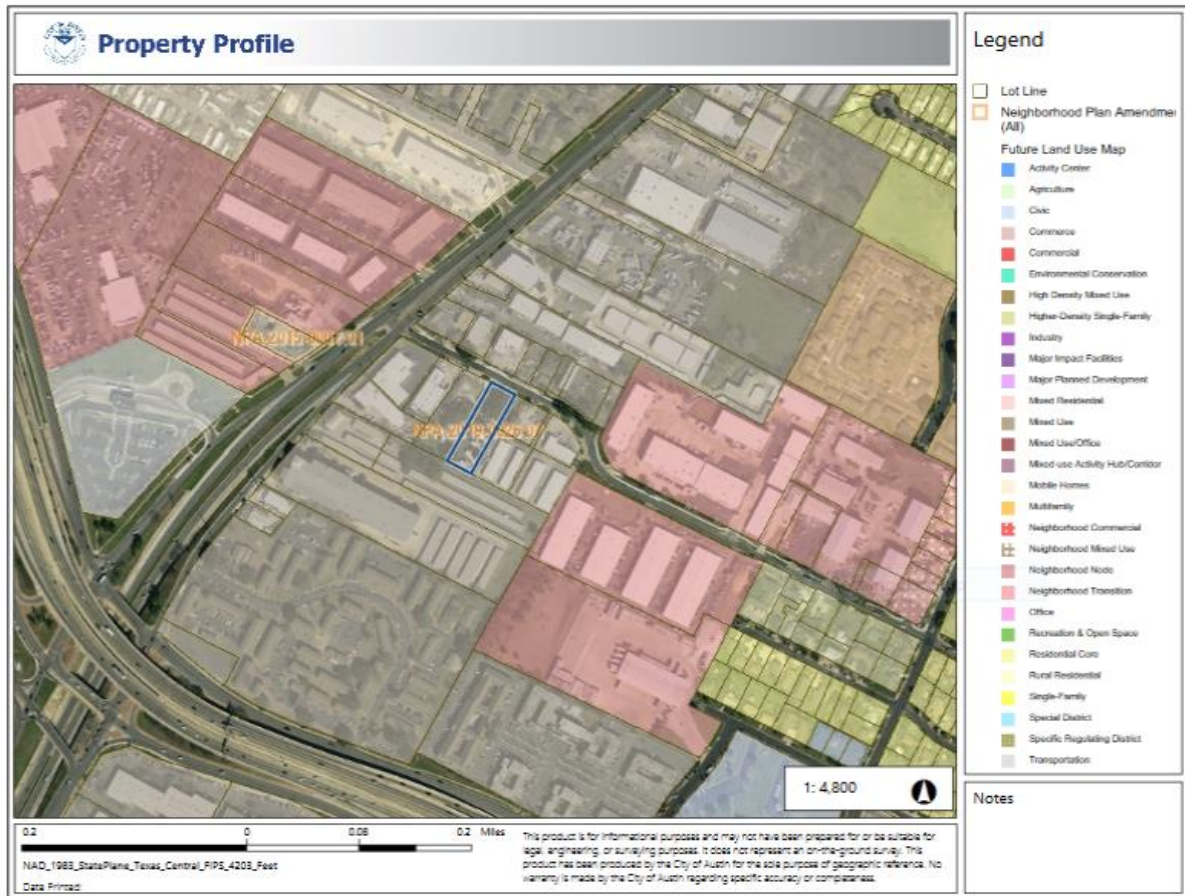 Property Profile
Legend
Lot Line
Neighborhood Plan Amendme
(All)
Future Land Use Map
Activity Center
Agriculture
Civic
Commerce
Commercial
Environmental Conservation
High Density Mixed Use
Higher-Density Single-Family
Industry
Major Impact Facilities
Major Planned Development
Mixed Residential
Mixed Use
Mixed Use/Office
Mixed use Activity Hub/Corridor
Mobile Homes
Multifamily
Neighborhood Commercial
Neighborhood Mixed Use
Neighborhood Node
Neighborhood Transition
Office
Recreation & Open Space
Residential Core
Rural Residential
Single-Family
Special District
Specific Regulating District
Transportation
1: 4,800
Notes
0.2 0 0.08 0.2 Miles
NAD_1983_StatePlane_Texas_Central_FIPS_4203_Feet
Date Printed:
This product is for informational purposes and may not have been prepared for or be suitable for
legal, engineering, or surveying purposes. It does not represent an on-the-ground survey. This
product has been produced by the City of Austin for the sole purpose of geographic reference. No
warranty is made by the City of Austin regarding specific accuracy or completeness.